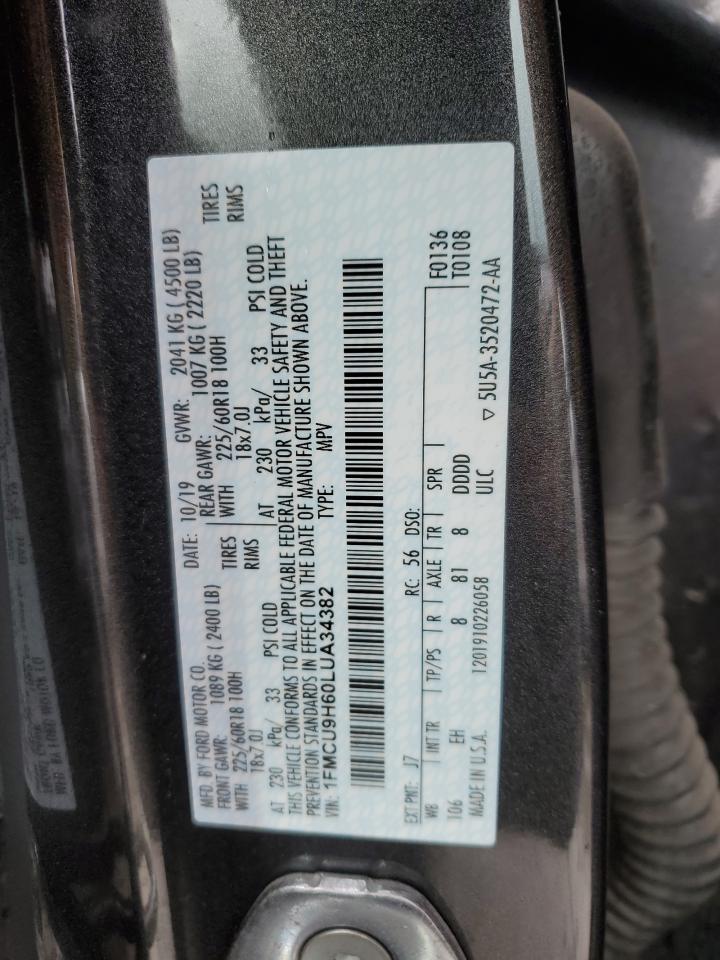 MFD. BY FORD MOTOR CO. DATE: 10/19 GVWR: 2041 KG ( 4500 LB)
FRONT GAWR: 1089 KG ( 2400 LB) REAR GAWR: 1007 KG ( 2220 LB)
WITH 225/60R18 100H TIRES WITH 225/60R18 100H TIRES
18x7.0J RIMS 18x7.0J RIMS
AT 230 kPa/ 33 PSI COLD AT 230 kPa/ 33 PSI COLD
THIS VEHICLE CONFORMS TO ALL APPLICABLE FEDERAL MOTOR VEHICLE SAFETY AND THEFT
PREVENTION STANDARDS IN EFFECT ON THE DATE OF MANUFACTURE SHOWN ABOVE.
VIN: 1FMCU9H60LUA34382 TYPE: MPV
EXT PNT: J7 RC: 56 DSO: F0136
WB INT TR TP/PS R AXLE TR SPR T0108
106 EH 8 81 8 DDDD
MADE IN U.S.A. 1201910226058 ULC ▽ 5U5A-3520472-AA